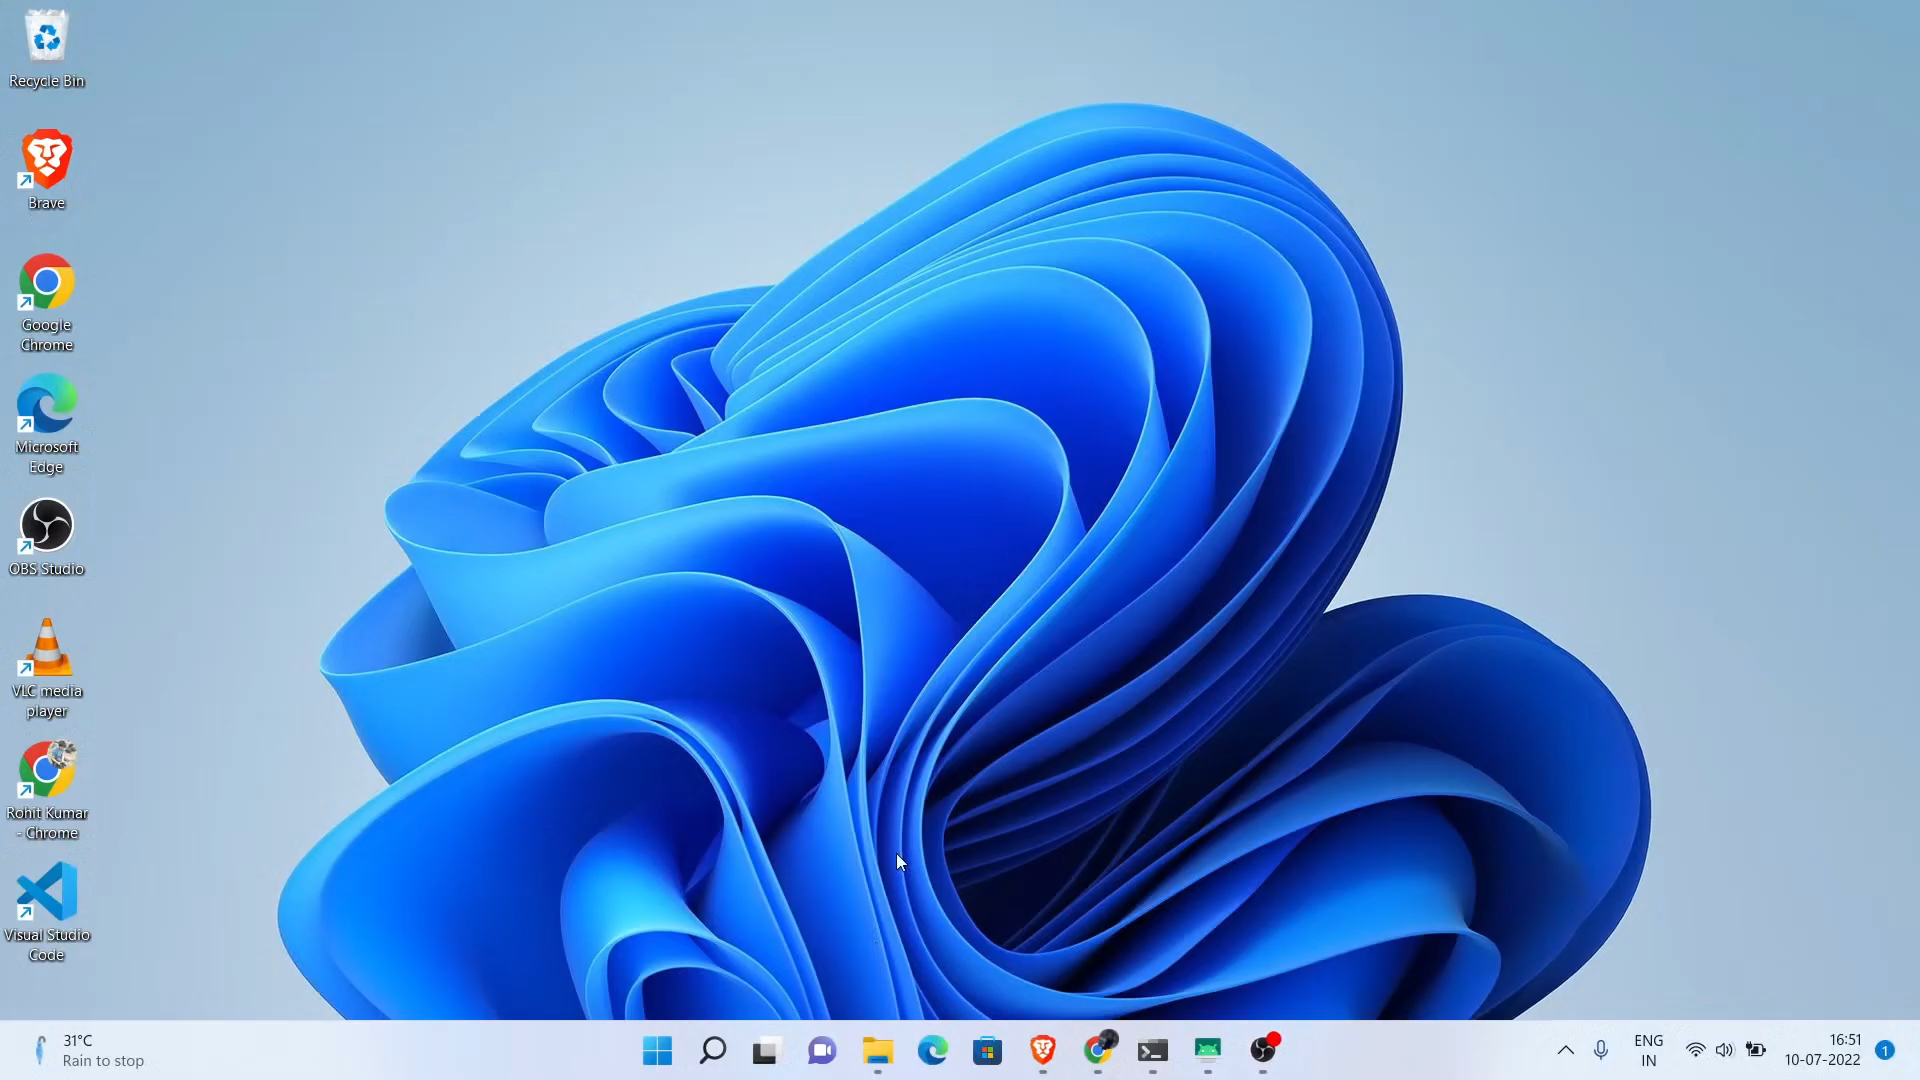 Recycle Bin
Brave
Google
Chrome
Microsoft
Edge
OBS Studio
VLC media
player
Rohit Kumar
- Chrome
Visual Studio
Code
31°C
Rain to stop
ENG
IN
16:51
10-07-2022
1